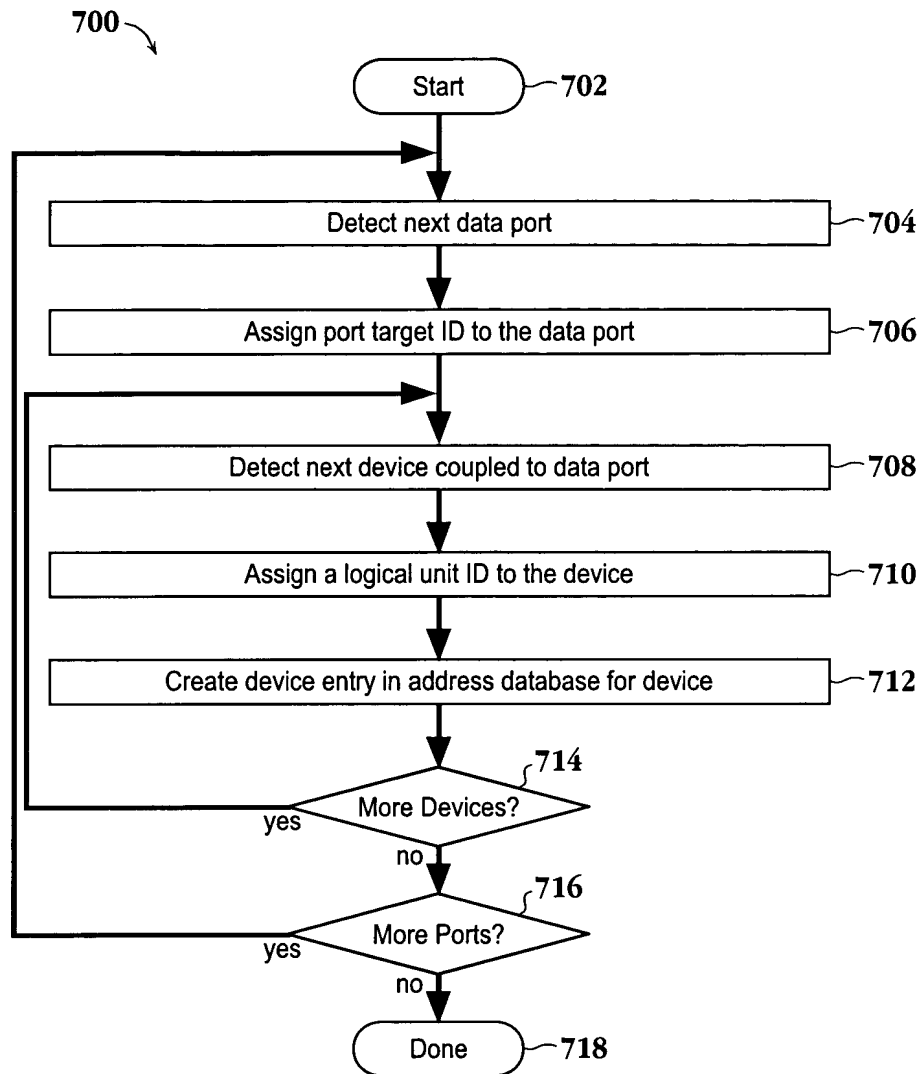 700
Start
702
Detect next data port
704
Assign port target ID to the data port
706
Detect next device coupled to data port
708
Assign a logical unit ID to the device
710
Create device entry in address database for device
712
714
More Devices?
yes
no
716
More Ports?
yes
no
Done
718